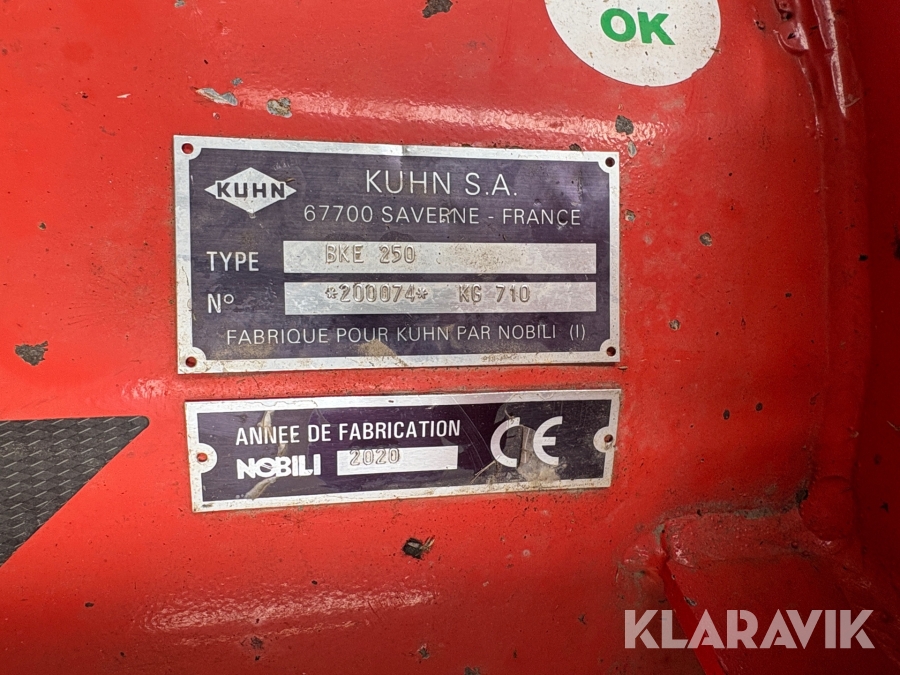 OK
KUHN
KUHN S.A.
67700 SAVERNE - FRANCE
TYPE BKE 250
N° *200074* KG 710
FABRIQUE POUR KUHN PAR NOBILI (I)
ANNEE DE FABRICATION
NOBILI 2020
CE
KLARAVIK